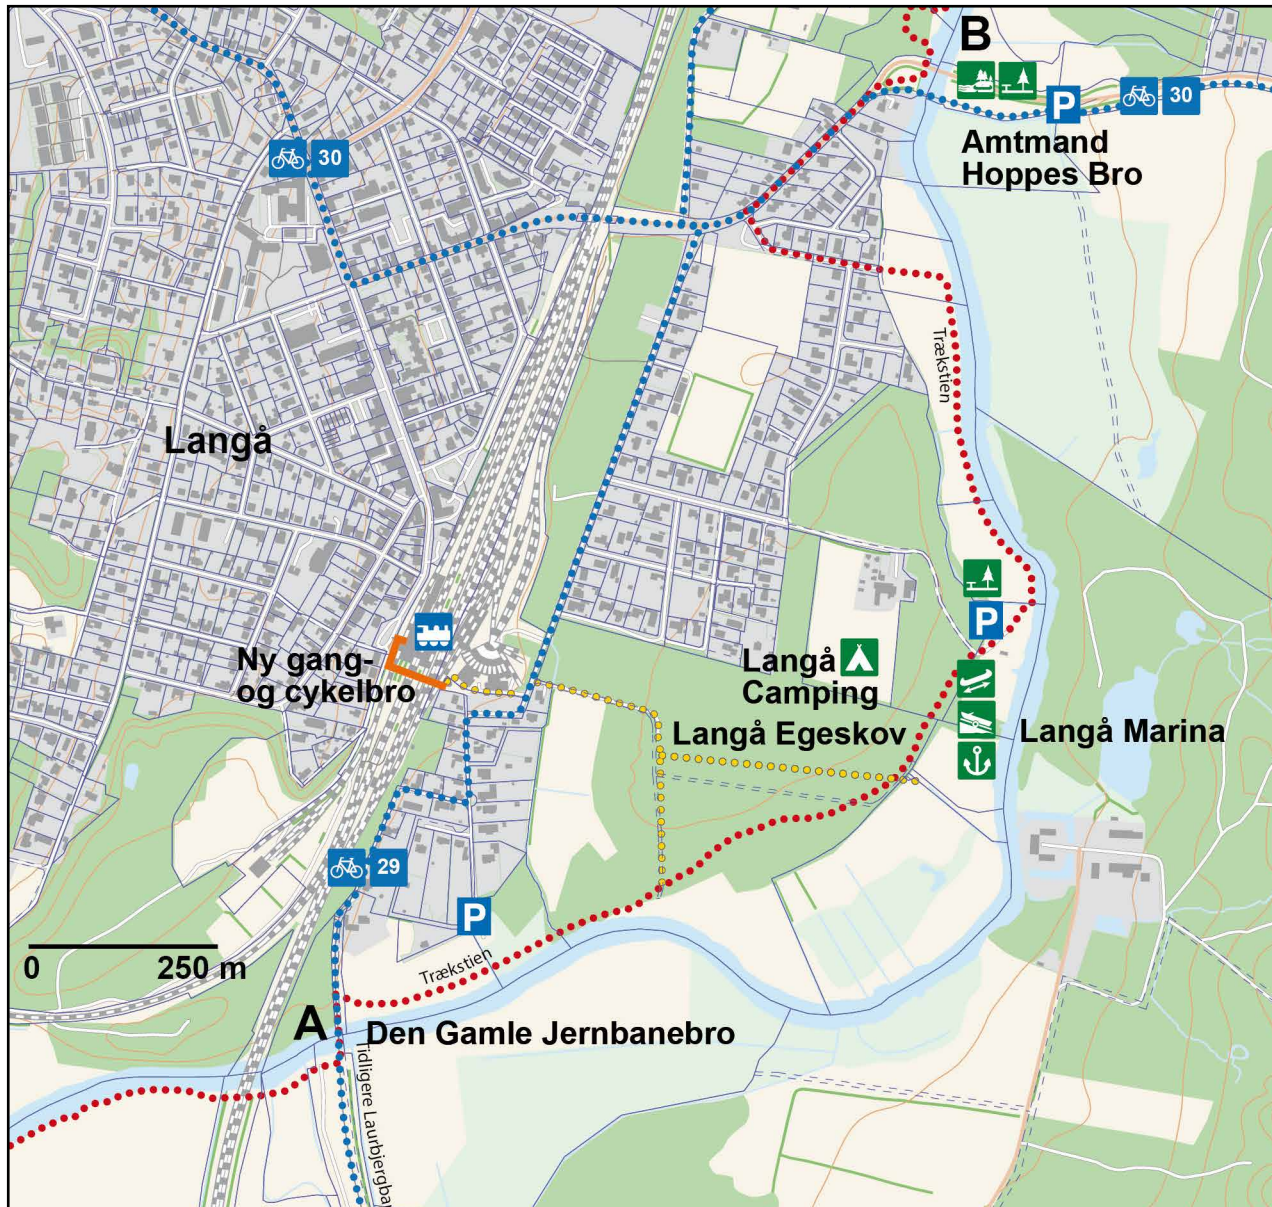 B
P
30
Amtmand
Hoppes Bro
30
Trækstien
Langå
P
Ny gang-
og cykelbro
Langå
Camping
Langå Egeskov
Langå Marina
29
P
0 250 m
Trækstien
A
Den Gamle Jernbanebro
Tidligere Laurbjergba